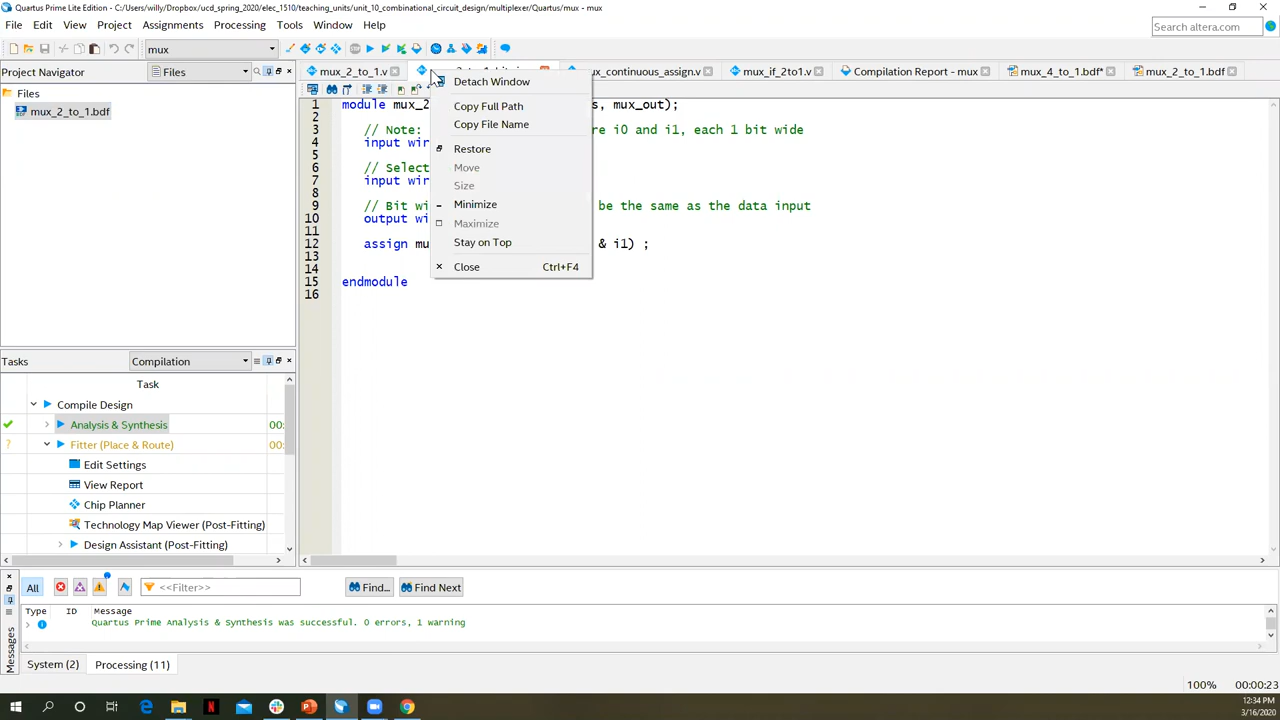 Quartus Prime Lite Edition - C:/Users/willy/Dropbox/ucd_spring_2020/elec_1510/teaching_units/unit_10_combinational_circuit_design/multiplexer/Quartus/mux - mux
File Edit View Project Assignments Processing Tools Window Help
Search altera.com
mux
Project Navigator
Files
mux_2_to_1.v
mux_continuous_assign.v
mux_if_2to1.v
Compilation Report - mux
mux_4_to_1.bdf*
mux_2_to_1.bdf
Files
mux_2_to_1.bdf
Detach Window
Copy Full Path
Copy File Name
Restore
Move
Size
Minimize
Maximize
Stay on Top
Close Ctrl+F4
1 module mux_2 s, mux_out);
2
3 // Note: re i0 and i1, each 1 bit wide
4 input wir
5
6 // Select
7 input wir
8
9 // Bit wi be the same as the data input
10 output wi
11
12 assign mu & i1) ;
13
14
15 endmodule
16
Tasks
Compilation
Task
Compile Design
Analysis & Synthesis 00:
Fitter (Place & Route) 00:
Edit Settings
View Report
Chip Planner
Technology Map Viewer (Post-Fitting)
Design Assistant (Post-Fitting)
All
<<Filter>>
Find...
Find Next
Type ID Message
Quartus Prime Analysis & Synthesis was successful. 0 errors, 1 warning
Messages
System (2)
Processing (11)
100% 00:00:23
12:34 PM
3/16/2020